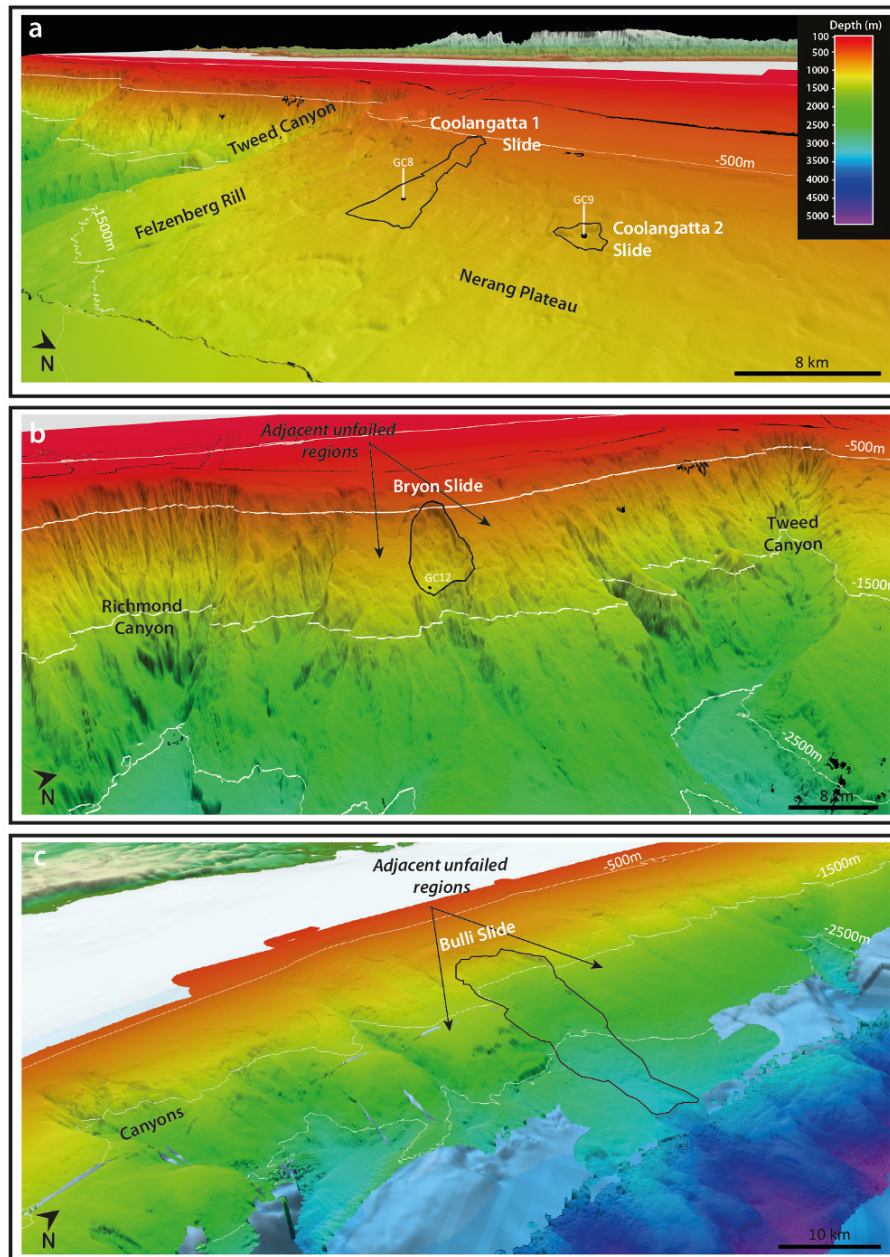 a
Depth (m)
100
500
1000
1500
2000
2500
3000
3500
4000
4500
5000
Tweed Canyon
Coolangatta 1
Slide
GC8
-500m
Felzenberg Rill
GC9
-1500m
Coolangatta 2
Slide
Nerang Plateau
N
8 km
b
Adjacent unfailed
regions
-500m
Bryon Slide
Tweed
Canyon
GC12
-1500m
Richmond
Canyon
-2500m
N
8 km
c
Adjacent unfailed
regions
-500m
-1500m
Bulli Slide
-2500m
Canyons
N
10 km